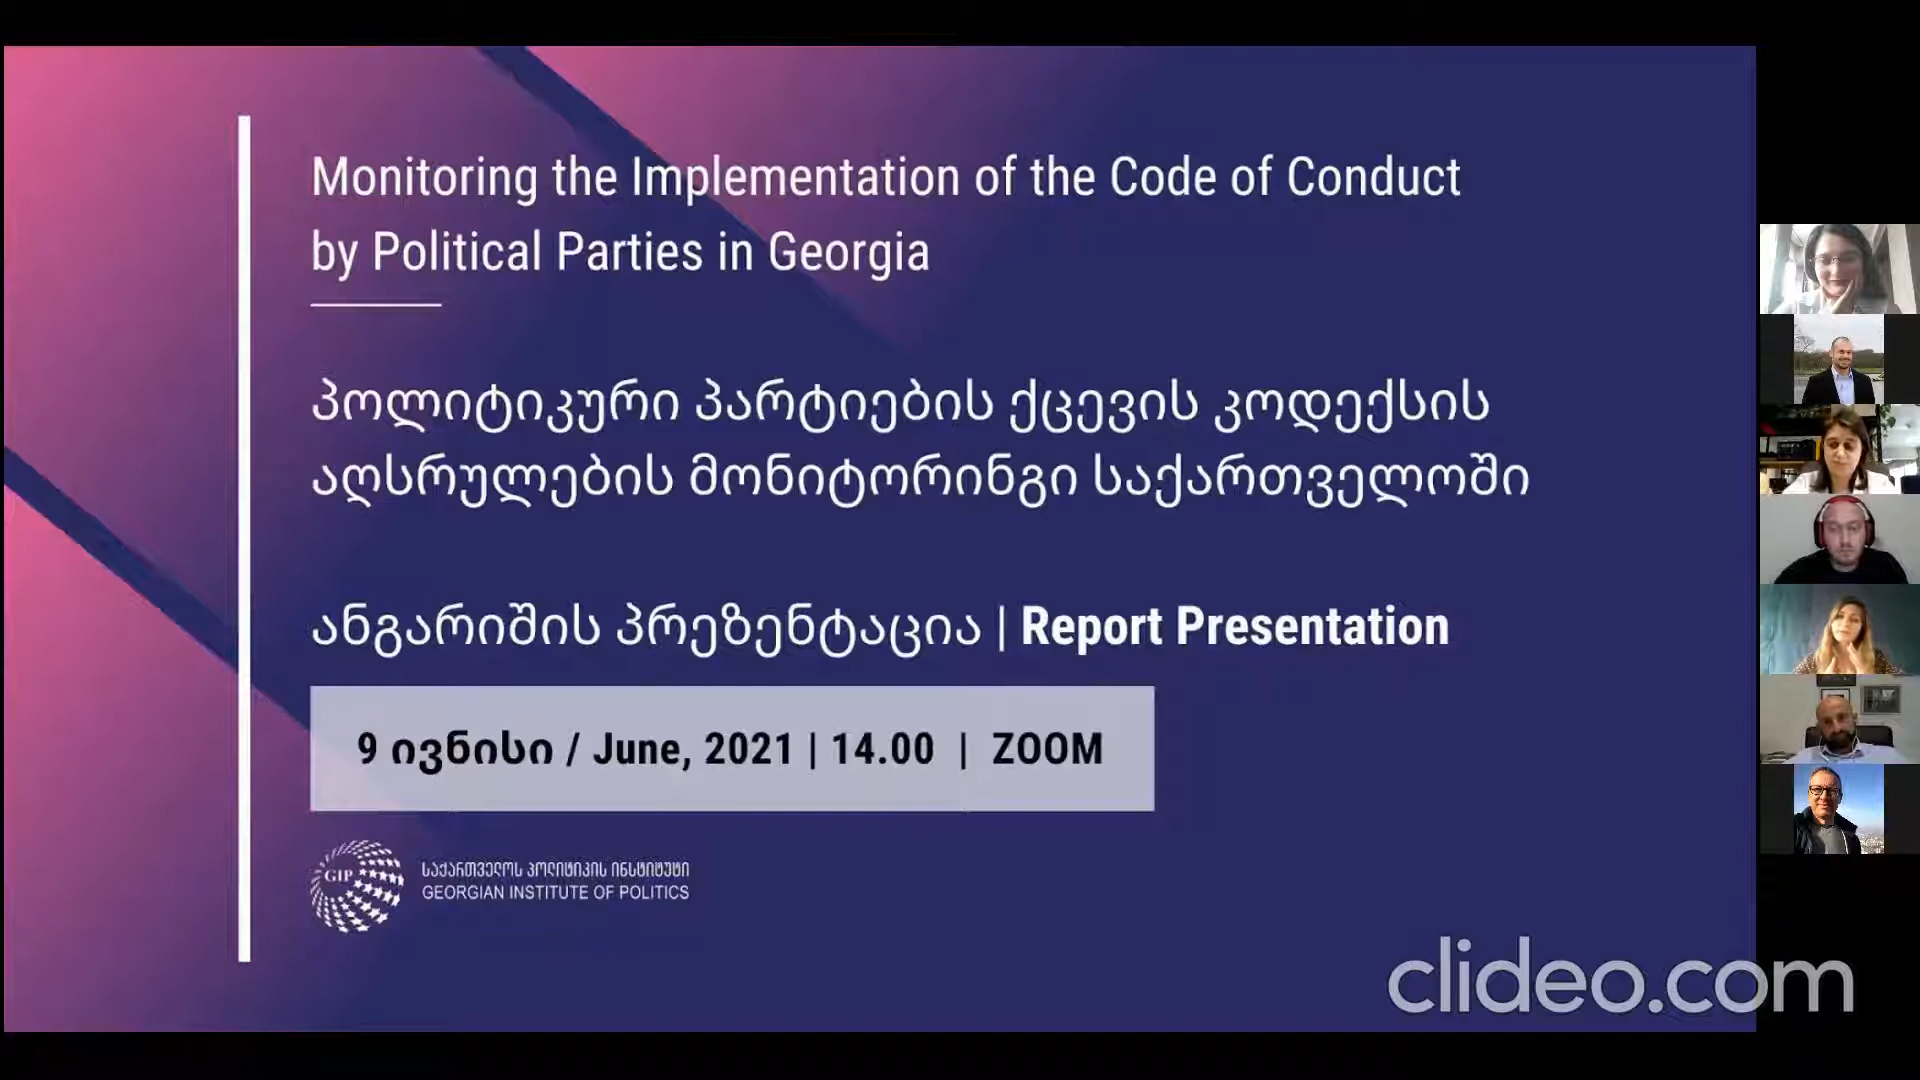 Monitoring the Implementation of the Code of Conduct
by Political Parties in Georgia
პოლიტიკური პარტიების ქცევის კოდექსის
აღსრულების მონიტორინგი საქართველოში
ანგარიშის პრეზენტაცია | Report Presentation
9 ივნისი / June, 2021 | 14.00 | ZOOM
GIP
საქართველოს პოლიტიკის ინსტიტუტი
GEORGIAN INSTITUTE OF POLITICS
clideo.com